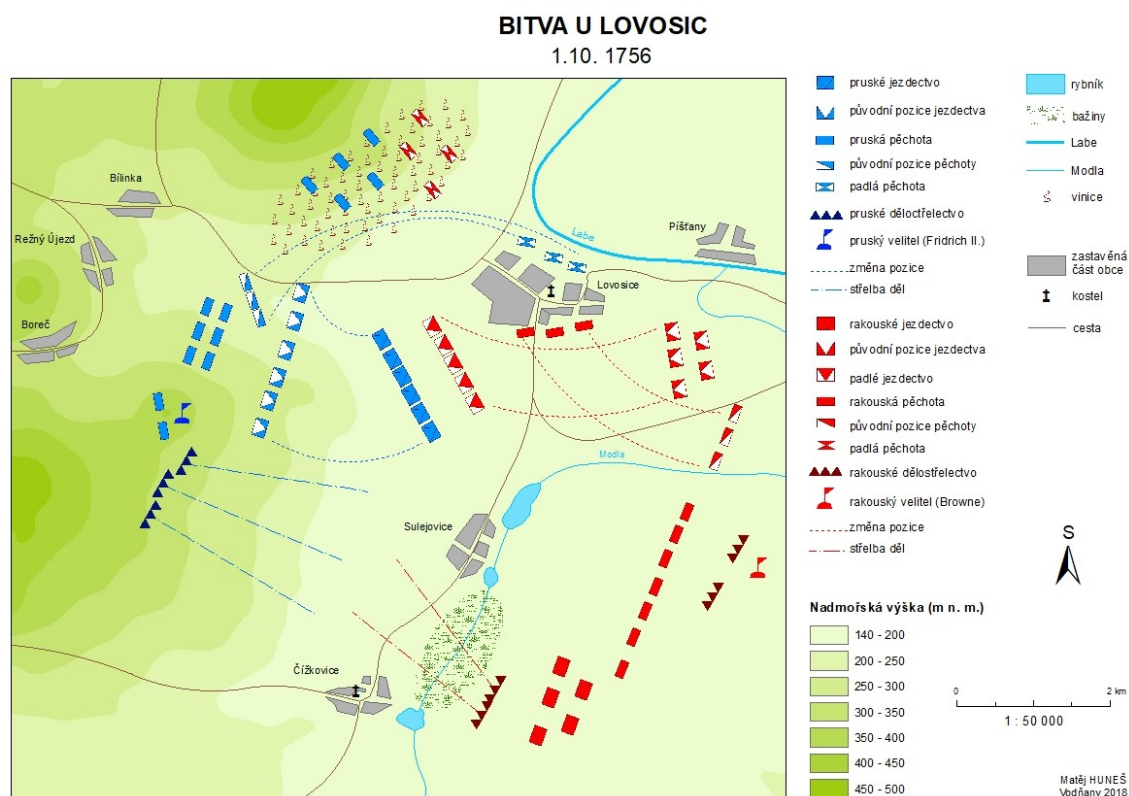 BITVA U LOVOSIC
1.10. 1756
Bílinka
Režný Újezd
Boreč
Labe
Píšťany
Lovosice
Modla
Sulejovice
Čížkovice
pruské jezdectvo
původní pozice jezdectva
pruská pěchota
původní pozice pěchoty
padlá pěchota
pruské děloctřelectvo
pruský velitel (Fridrich II.)
změna pozice
střelba děl
rakouské jezdectvo
původní pozice jezdectva
padlé jezdectvo
rakouská pěchota
původní pozice pěchoty
padlá pěchota
rakouské dělostřelectvo
rakouský velitel (Browne)
změna pozice
střelba děl
rybník
bažiny
Labe
Modla
vinice
zastavěná
část obce
kostel
cesta
S
Nadmořská výška (m n. m.)
140 - 200
200 - 250
250 - 300
300 - 350
350 - 400
400 - 450
450 - 500
0 2 km
1 : 50 000
Matěj HUNEŠ
Vodňany 2018